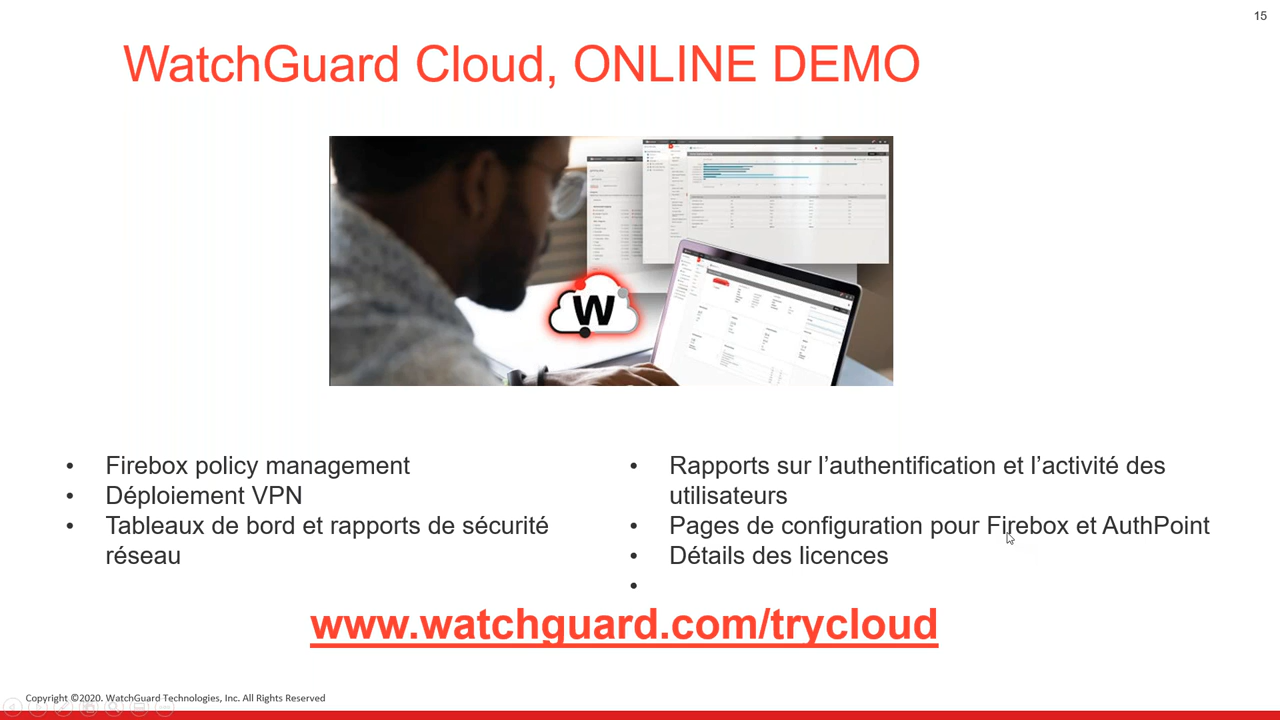 15
WatchGuard Cloud, ONLINE DEMO
W
• Firebox policy management
• Déploiement VPN
• Tableaux de bord et rapports de sécurité
réseau
• Rapports sur l’authentification et l’activité des
utilisateurs
• Pages de configuration pour Firebox et AuthPoint
• Détails des licences
•
www.watchguard.com/trycloud
Copyright ©2020. WatchGuard Technologies, Inc. All Rights Reserved